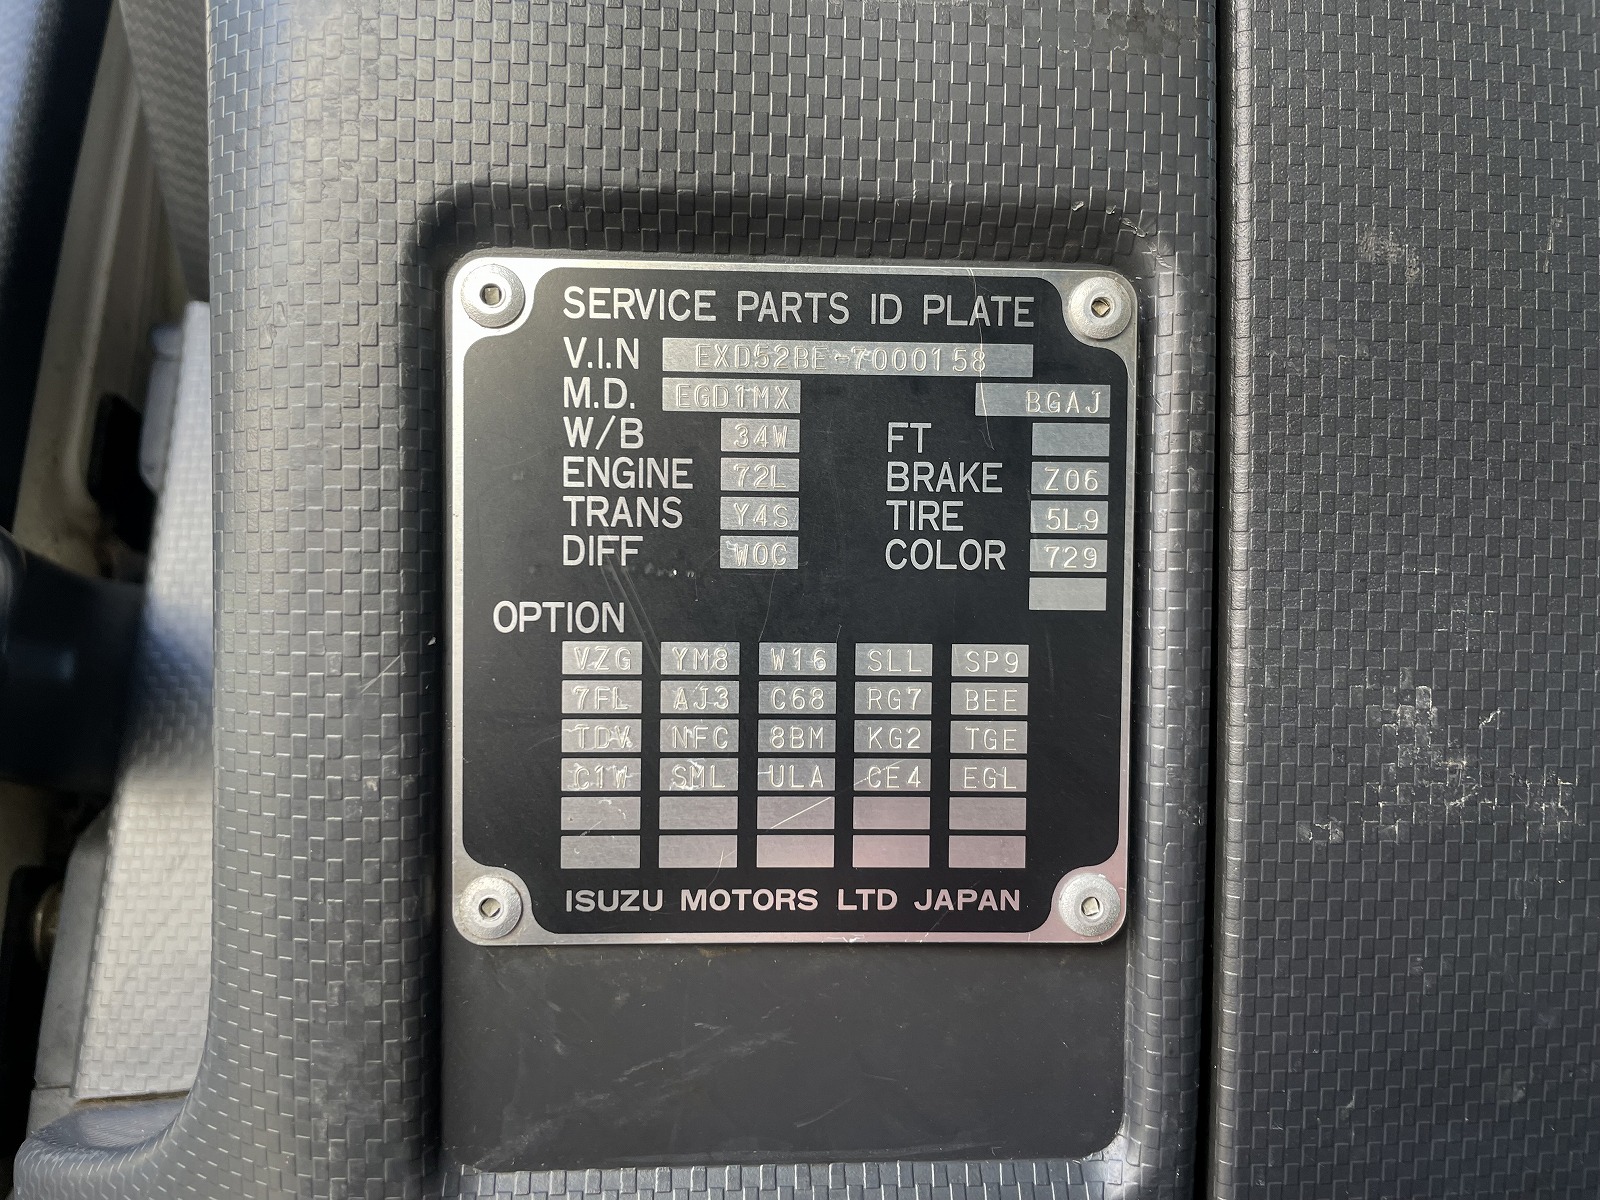 SERVICE PARTS ID PLATE
V.I.N EXD52BE-7000158
M.D. EGD1MX BGAJ
W/B 34W FT
ENGINE 72L BRAKE Z06
TRANS Y4S TIRE 5L9
DIFF W0C COLOR 729
OPTION
VZG YM8 W16 SLL SP9
7FL AJ3 C68 RG7 BEE
TDV NFC 8BM KG2 TGE
C1W SML ULA CE4 EGL
ISUZU MOTORS LTD JAPAN